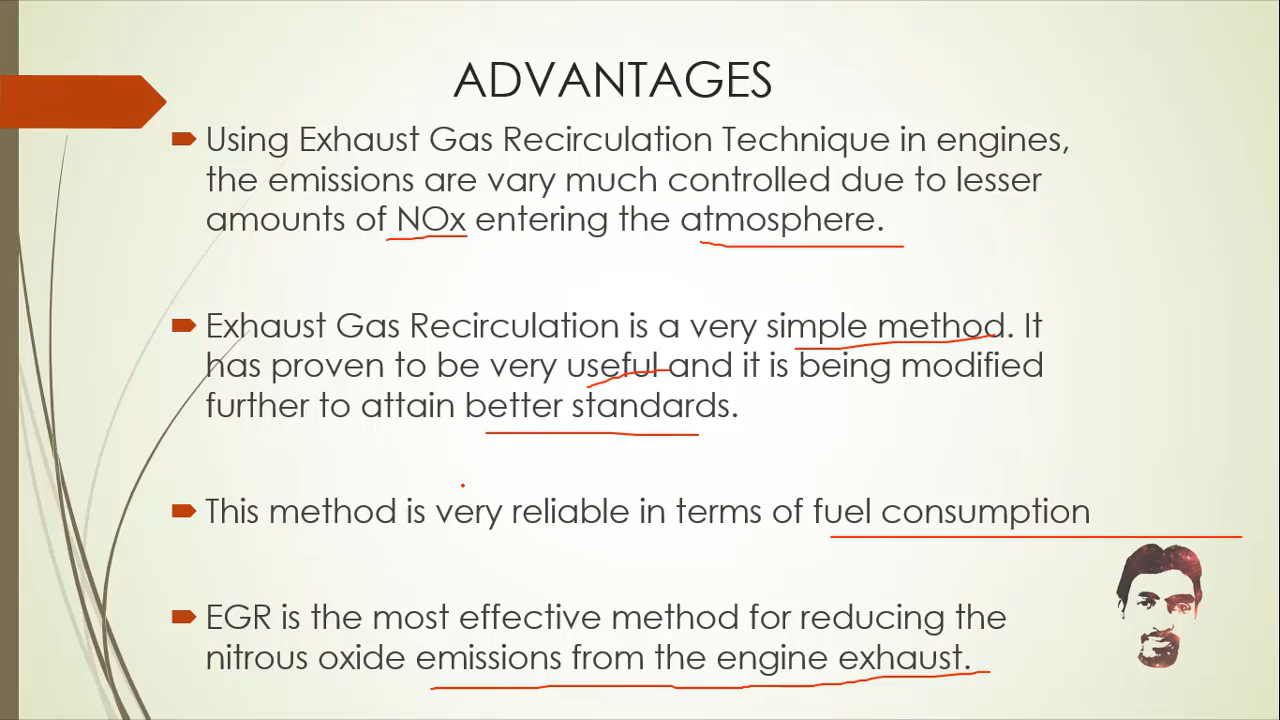 ADVANTAGES
Using Exhaust Gas Recirculation Technique in engines,
the emissions are vary much controlled due to lesser
amounts of NOx entering the atmosphere.
Exhaust Gas Recirculation is a very simple method. It
has proven to be very useful and it is being modified
further to attain better standards.
This method is very reliable in terms of fuel consumption
EGR is the most effective method for reducing the
nitrous oxide emissions from the engine exhaust.